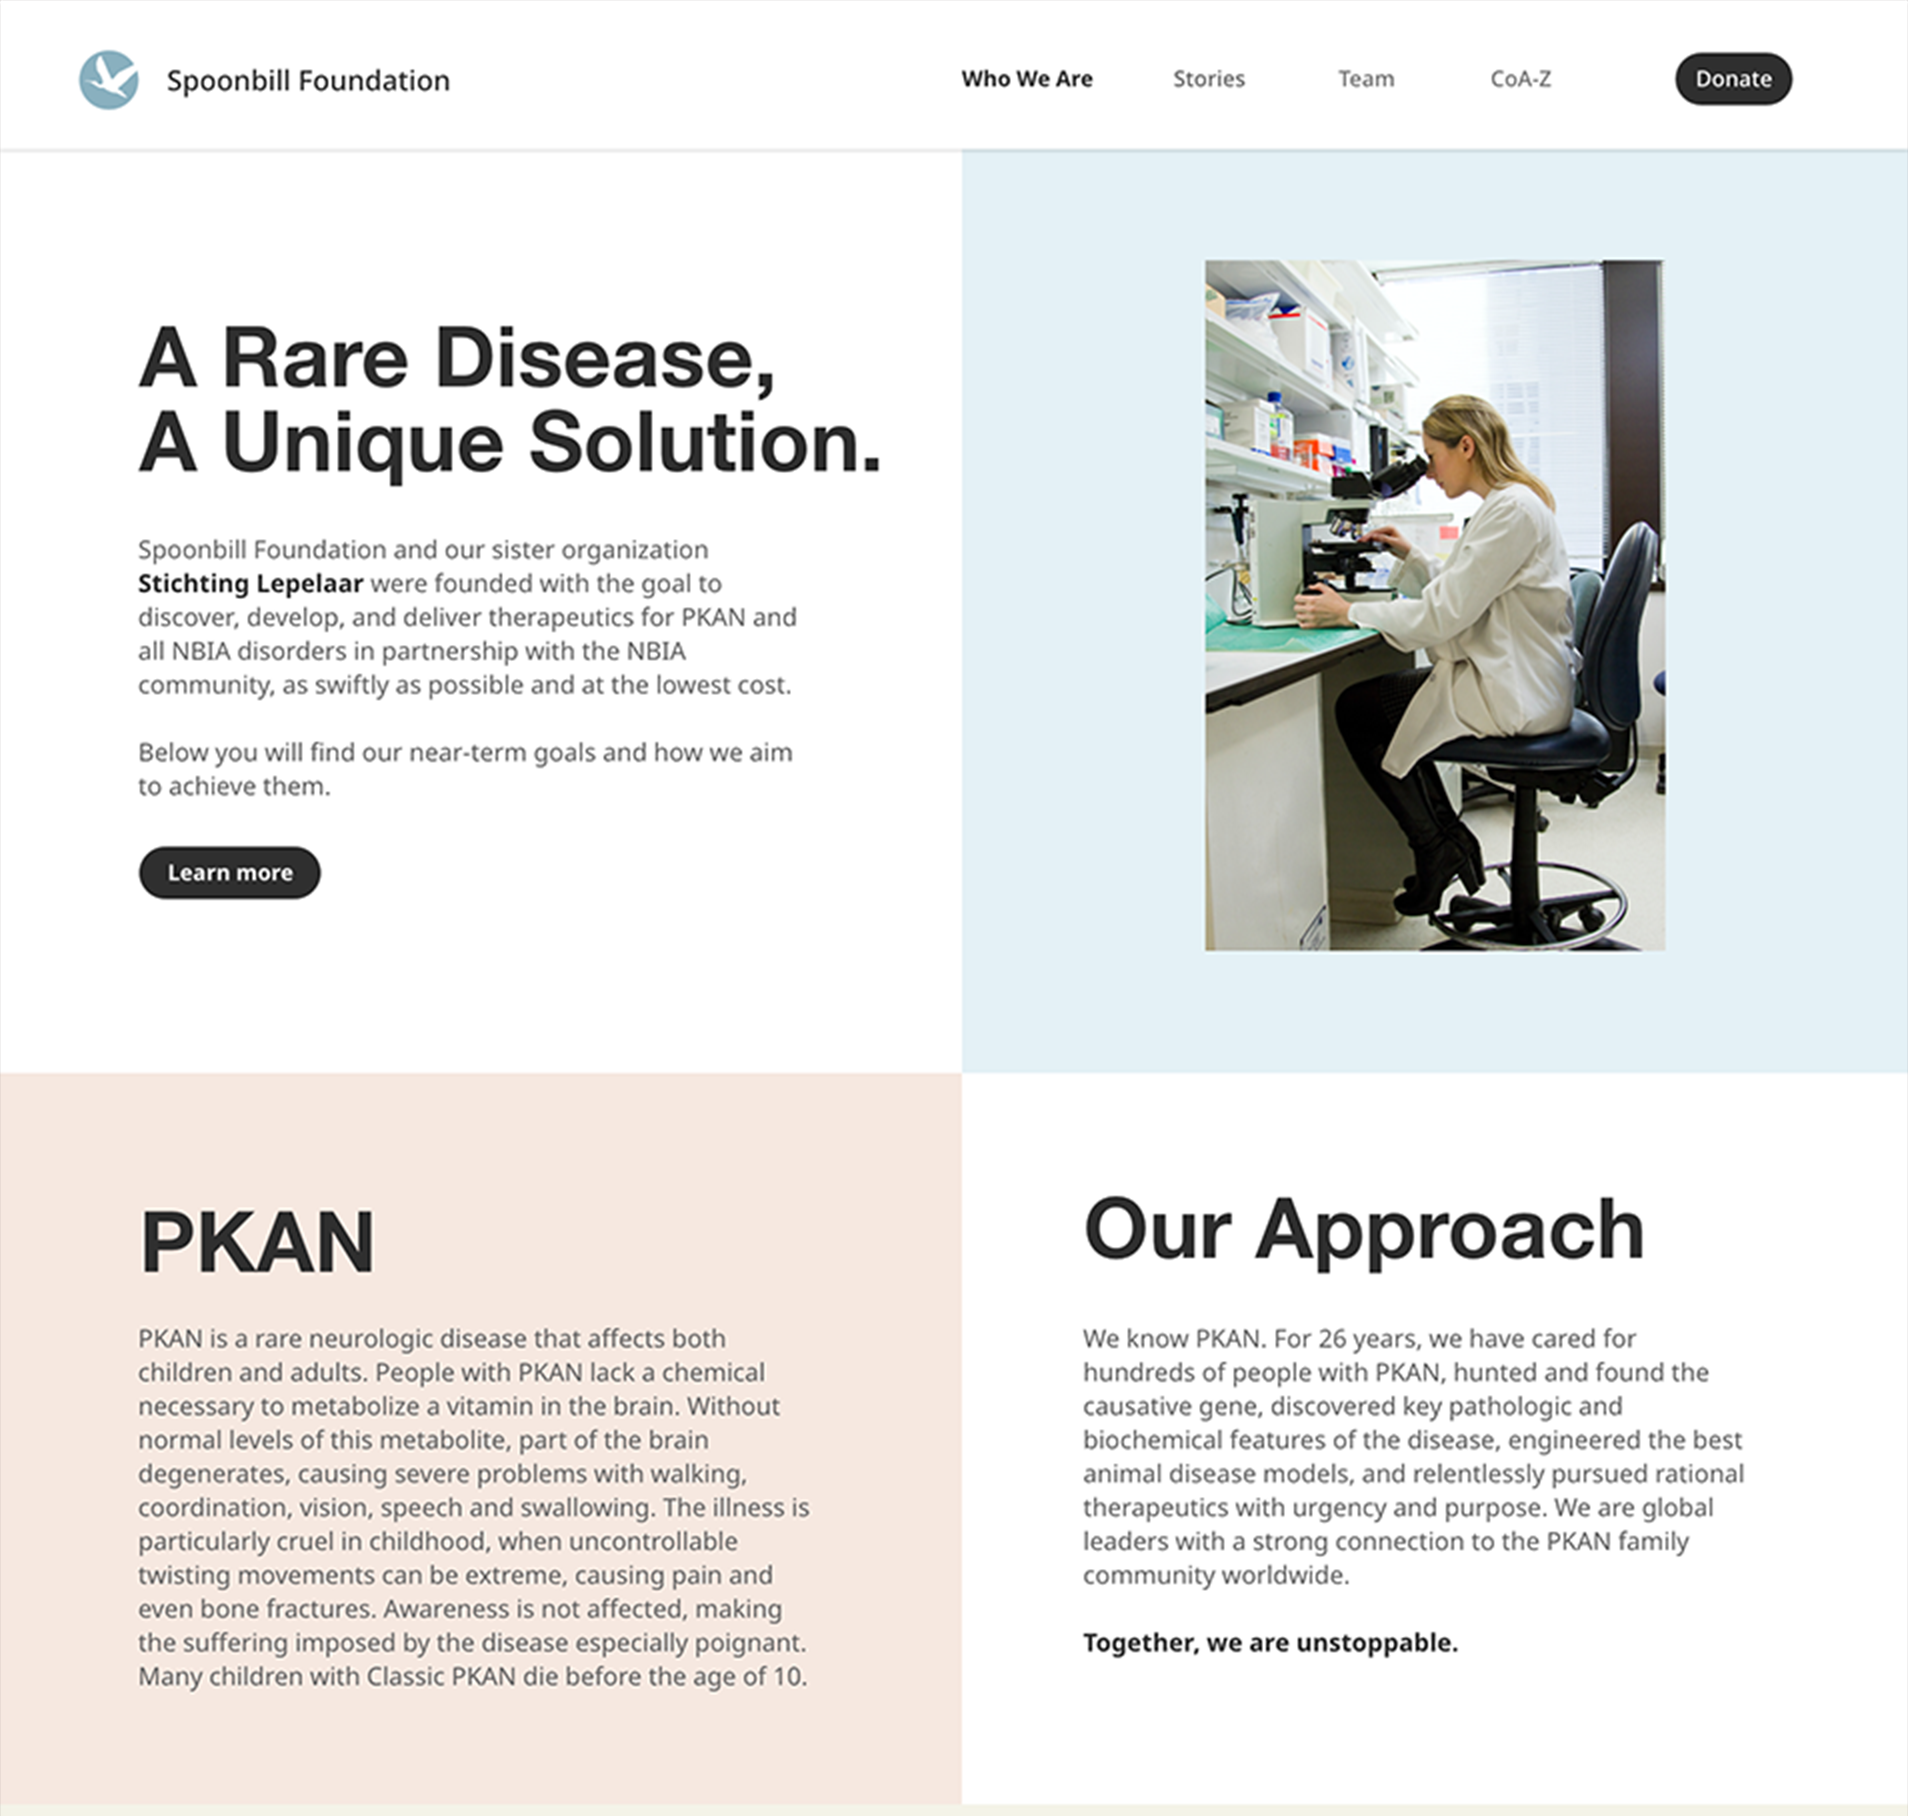 Spoonbill Foundation
Who We Are
Stories
Team
CoA-Z
Donate
A Rare Disease,
A Unique Solution.
Spoonbill Foundation and our sister organization
Stichting Lepelaar were founded with the goal to
discover, develop, and deliver therapeutics for PKAN and
all NBIA disorders in partnership with the NBIA
community, as swiftly as possible and at the lowest cost.
Below you will find our near-term goals and how we aim
to achieve them.
Learn more
PKAN
PKAN is a rare neurologic disease that affects both
children and adults. People with PKAN lack a chemical
necessary to metabolize a vitamin in the brain. Without
normal levels of this metabolite, part of the brain
degenerates, causing severe problems with walking,
coordination, vision, speech and swallowing. The illness is
particularly cruel in childhood, when uncontrollable
twisting movements can be extreme, causing pain and
even bone fractures. Awareness is not affected, making
the suffering imposed by the disease especially poignant.
Many children with Classic PKAN die before the age of 10.
Our Approach
We know PKAN. For 26 years, we have cared for
hundreds of people with PKAN, hunted and found the
causative gene, discovered key pathologic and
biochemical features of the disease, engineered the best
animal disease models, and relentlessly pursued rational
therapeutics with urgency and purpose. We are global
leaders with a strong connection to the PKAN family
community worldwide.
Together, we are unstoppable.